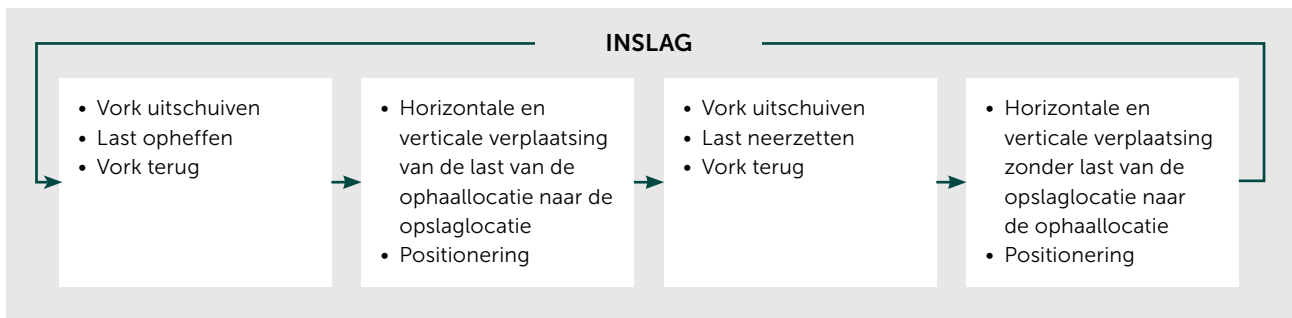 INSLAG
• Vork uitschuiven
• Last opheffen
• Vork terug
• Horizontale en
verticale verplaatsing
van de last van de
ophaallocatie naar de
opslaglocatie
• Positionering
• Vork uitschuiven
• Last neerzetten
• Vork terug
• Horizontale en
verticale verplaatsing
zonder last van de
opslaglocatie naar
de ophaallocatie
• Positionering